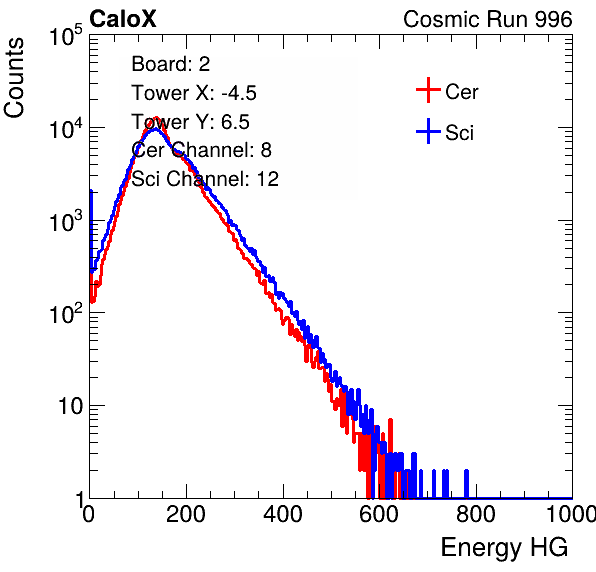 CaloX Cosmic Run 996
Counts
10^5
10^4
10^3
10^2
10
1
Board: 2
Tower X: -4.5
Tower Y: 6.5
Cer Channel: 8
Sci Channel: 12
Cer
Sci
0 200 400 600 800 1000
Energy HG